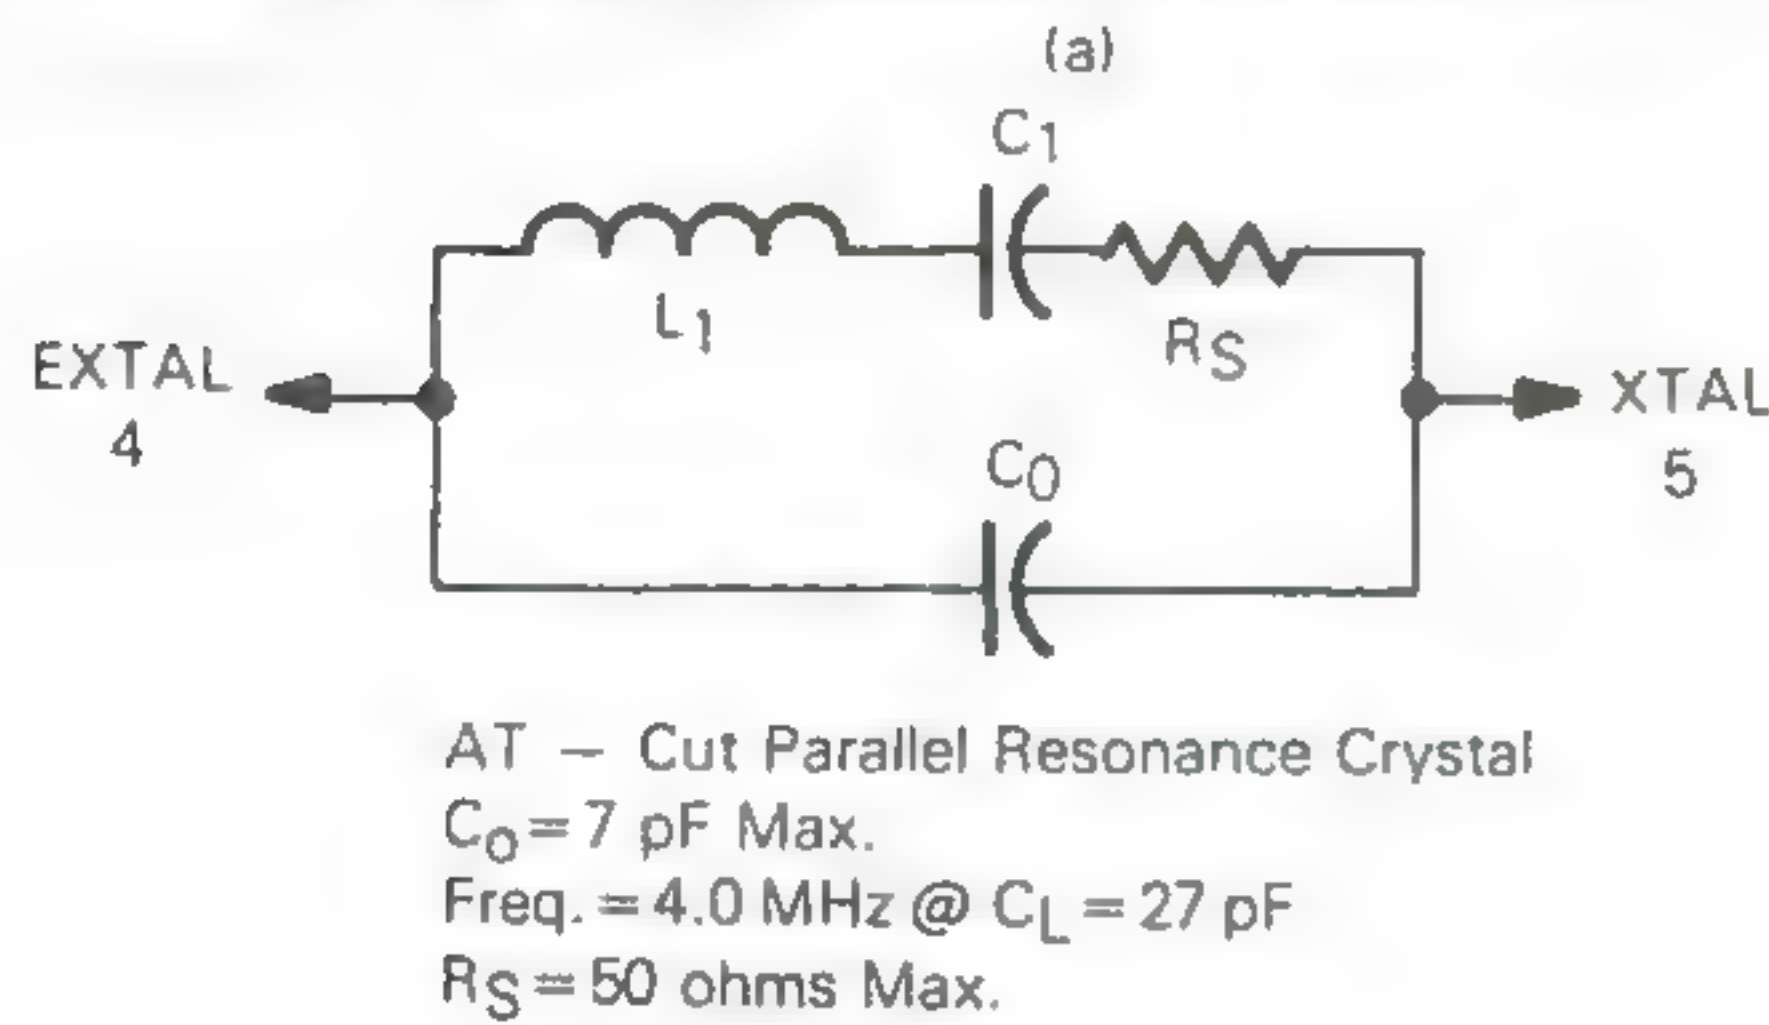 (a)
C1
L1
RS
EXTAL
4
XTAL
5
C0
AT – Cut Parallel Resonance Crystal
Co=7 pF Max.
Freq.=4.0 MHz @ CL=27 pF
RS=50 ohms Max.